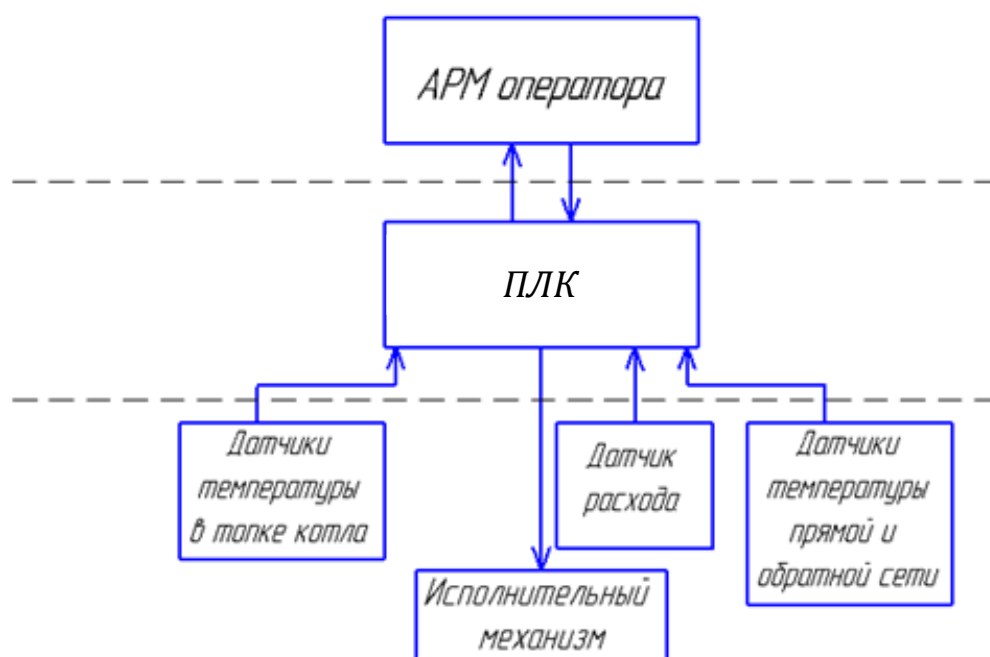 АРМ оператора
ПЛК
Датчики
температуры
в топке котла
Датчик
расхода
Датчики
температуры
прямой и
обратной сети
Исполнительный
механизм